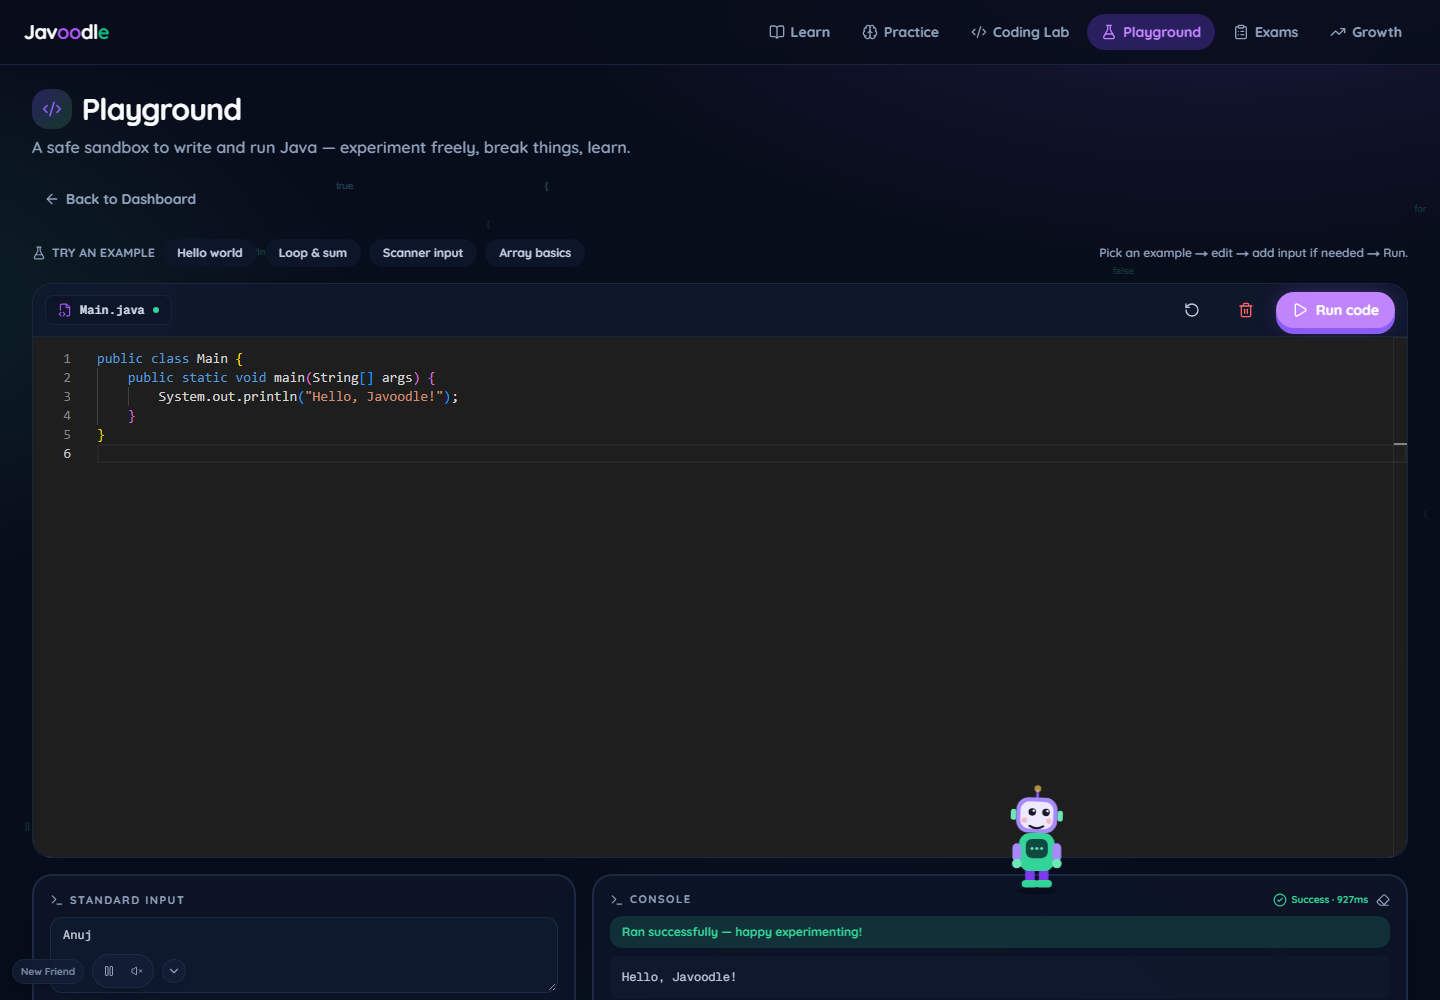 Javoodle
Learn
Practice
Coding Lab
Playground
Exams
Growth
Playground
A safe sandbox to write and run Java — experiment freely, break things, learn.
true
{
(
for
← Back to Dashboard
TRY AN EXAMPLE
Hello world
Loop & sum
Scanner input
Array basics
Pick an example → edit → add input if needed → Run.
false
Main.java
Run code
1 public class Main {
2 public static void main(String[] args) {
3 System.out.println("Hello, Javoodle!");
4 }
5 }
6
STANDARD INPUT
Anuj
New Friend
CONSOLE
Success · 927ms
Ran successfully — happy experimenting!
Hello, Javoodle!